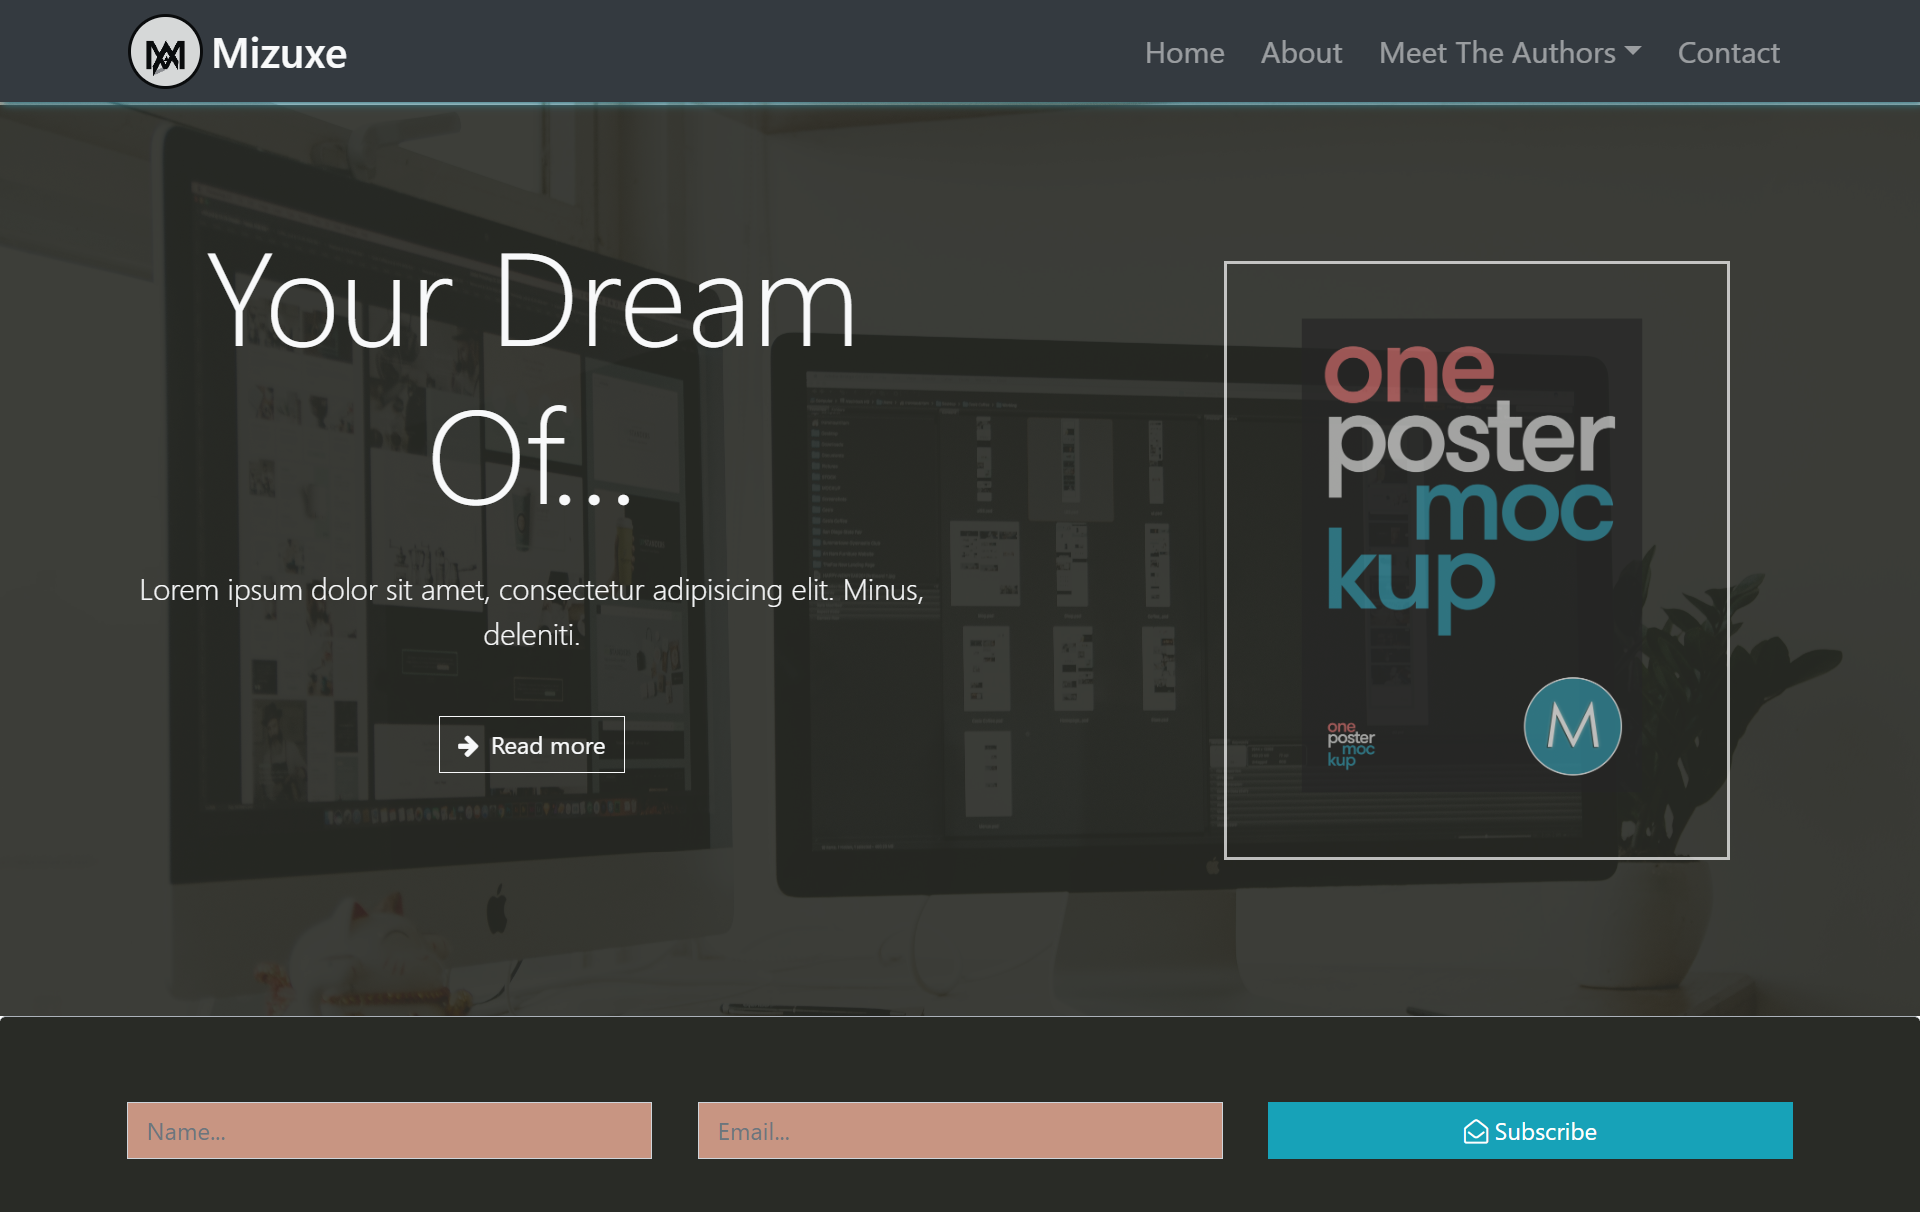 Mizuxe
Home About Meet The Authors Contact
Your Dream
Of...
Lorem ipsum dolor sit amet, consectetur adipisicing elit. Minus,
deleniti.
Read more
one
poster
moc
kup
one
poster
moc
kup
M
Name...
Email...
Subscribe